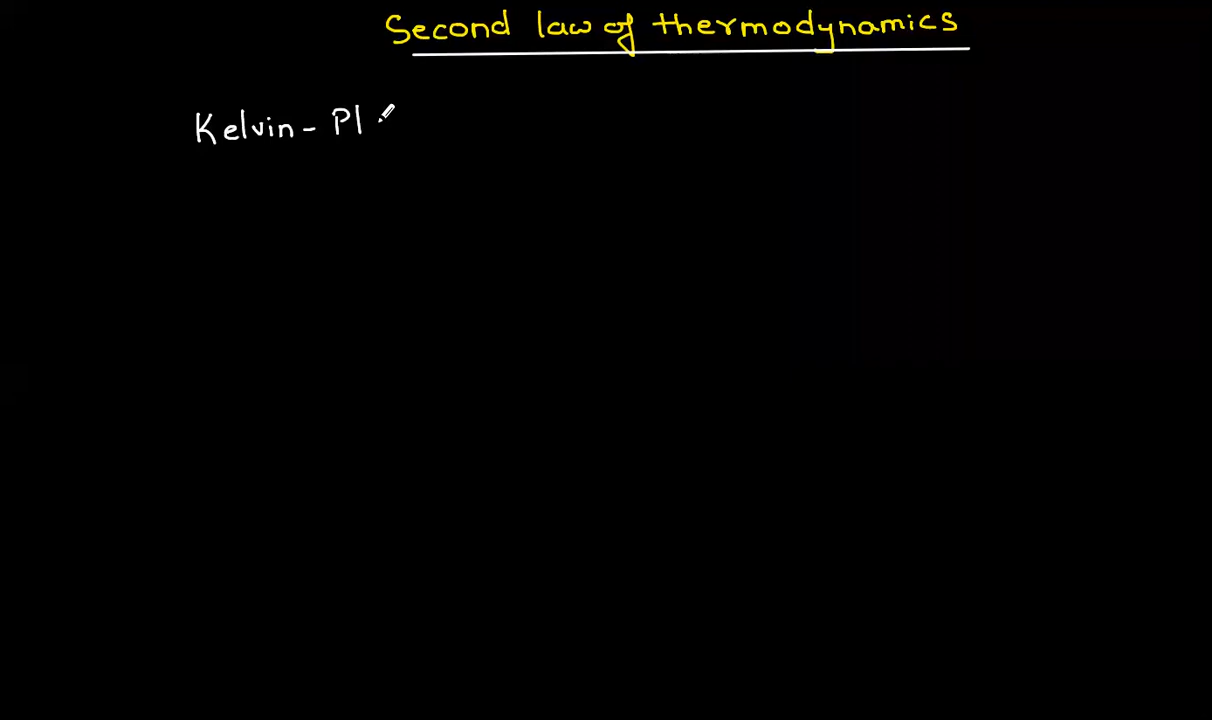 Second law of thermodynamics
Kelvin - Pl